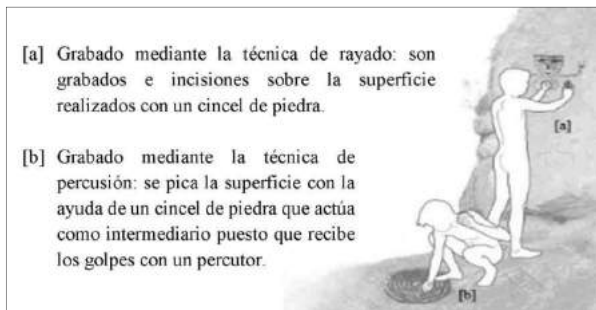 [a] Grabado mediante la técnica de rayado: son
grabados e incisiones sobre la superficie
realizados con un cincel de piedra.
[b] Grabado mediante la técnica de
percusión: se pica la superficie con la
ayuda de un cincel de piedra que actúa
como intermediario puesto que recibe
los golpes con un percutor.
[a]
[b]